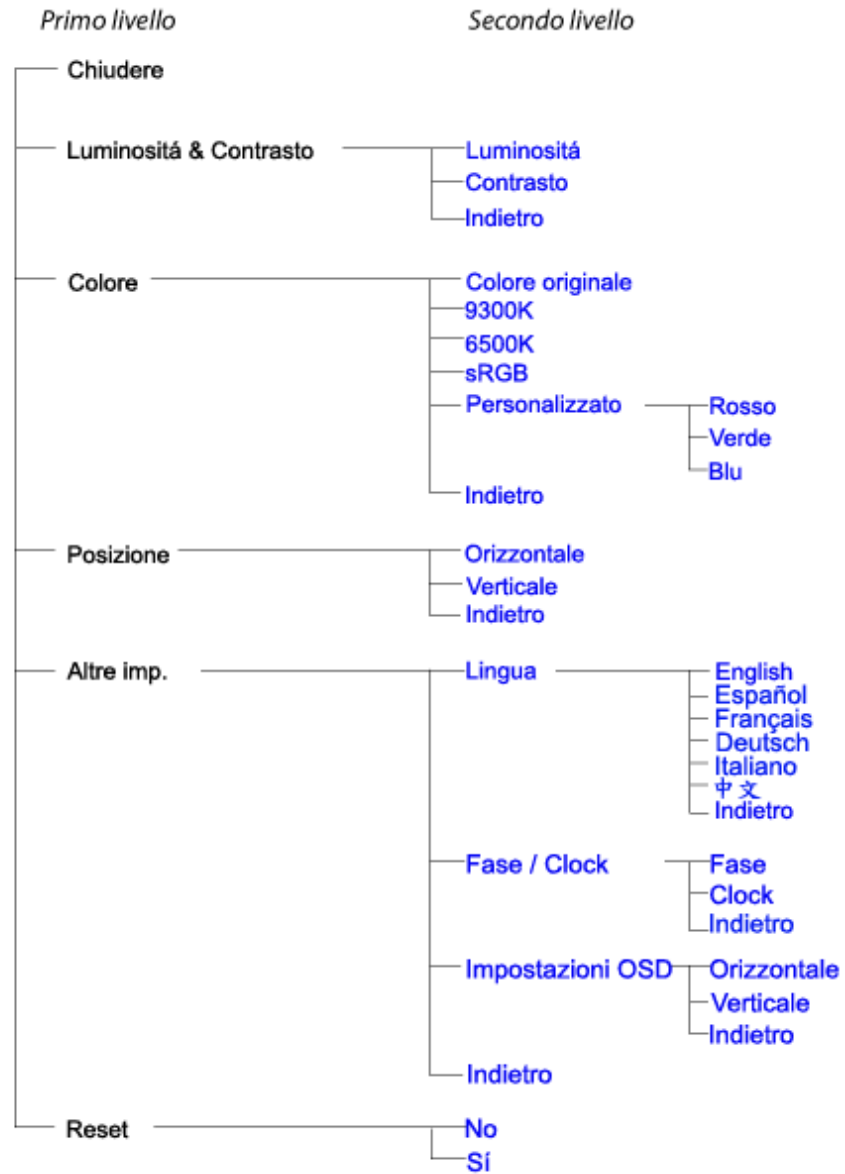 Primo livello Secondo livello
Chiudere
Luminositá & Contrasto Luminositá
Contrasto
Indietro
Colore Colore originale
9300K
6500K
sRGB
Personalizzato Rosso
Verde
Blu
Indietro
Posizione Orizzontale
Verticale
Indietro
Altre imp. Lingua English
Español
Français
Deutsch
Italiano
中文
Indietro
Fase / Clock Fase
Clock
Indietro
Impostazioni OSD Orizzontale
Verticale
Indietro
Indietro
Reset No
Sí